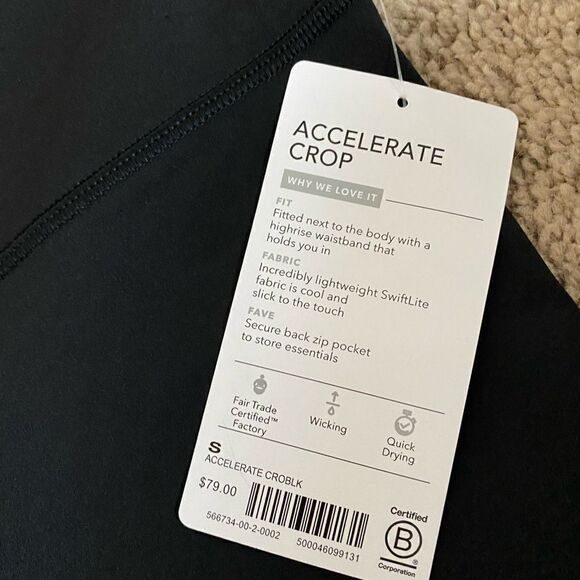 ACCELERATE
CROP
WHY WE LOVE IT
FIT
Fitted next to the body with a
highrise waistband that
holds you in
FABRIC
Incredibly lightweight SwiftLite
fabric is cool and
slick to the touch
FAVE
Secure back zip pocket
to store essentials
Fair Trade
Certified™
Factory
Wicking
Quick
Drying
S
ACCELERATE CROBLK
$79.00
566734-00-2-0002
500046099131
Certified
B
®
Corporation